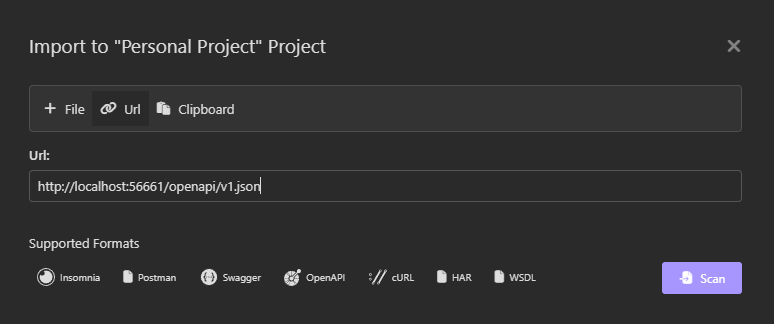 Import to "Personal Project" Project
File Url Clipboard
Url:
http://localhost:56661/openapi/v1.json
Supported Formats
Insomnia Postman Swagger OpenAPI cURL HAR WSDL Scan